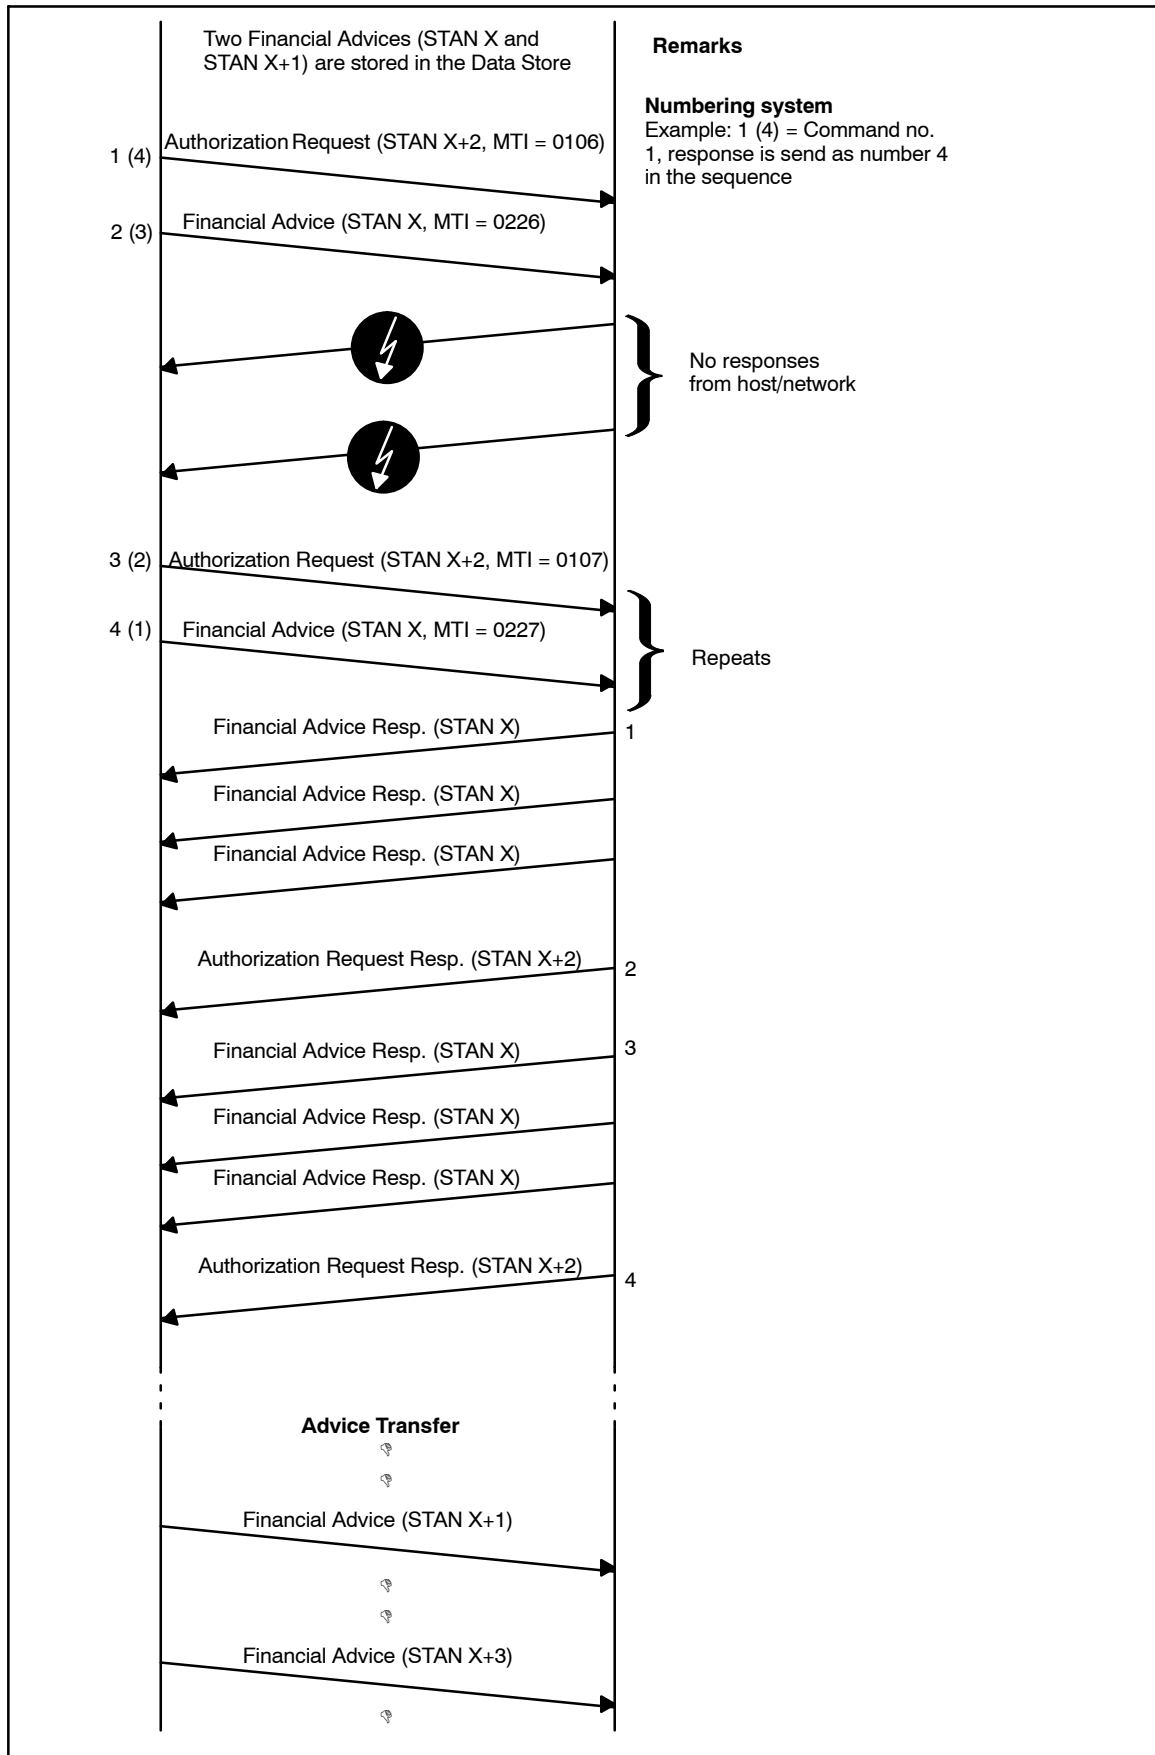 Two Financial Advices (STAN X and
STAN X+1) are stored in the Data Store
Remarks
Numbering system
Example: 1 (4) = Command no.
1, response is send as number 4
in the sequence
Authorization Request (STAN X+2, MTI = 0106)
1 (4)
Financial Advice (STAN X, MTI = 0226)
2 (3)
No responses
from host/network
3 (2)
Authorization Request (STAN X+2, MTI = 0107)
4 (1)
Financial Advice (STAN X, MTI = 0227)
Repeats
Financial Advice Resp. (STAN X)
1
Financial Advice Resp. (STAN X)
Financial Advice Resp. (STAN X)
Authorization Request Resp. (STAN X+2)
2
Financial Advice Resp. (STAN X)
3
Financial Advice Resp. (STAN X)
Financial Advice Resp. (STAN X)
Authorization Request Resp. (STAN X+2)
4
Advice Transfer
Financial Advice (STAN X+1)
Financial Advice (STAN X+3)